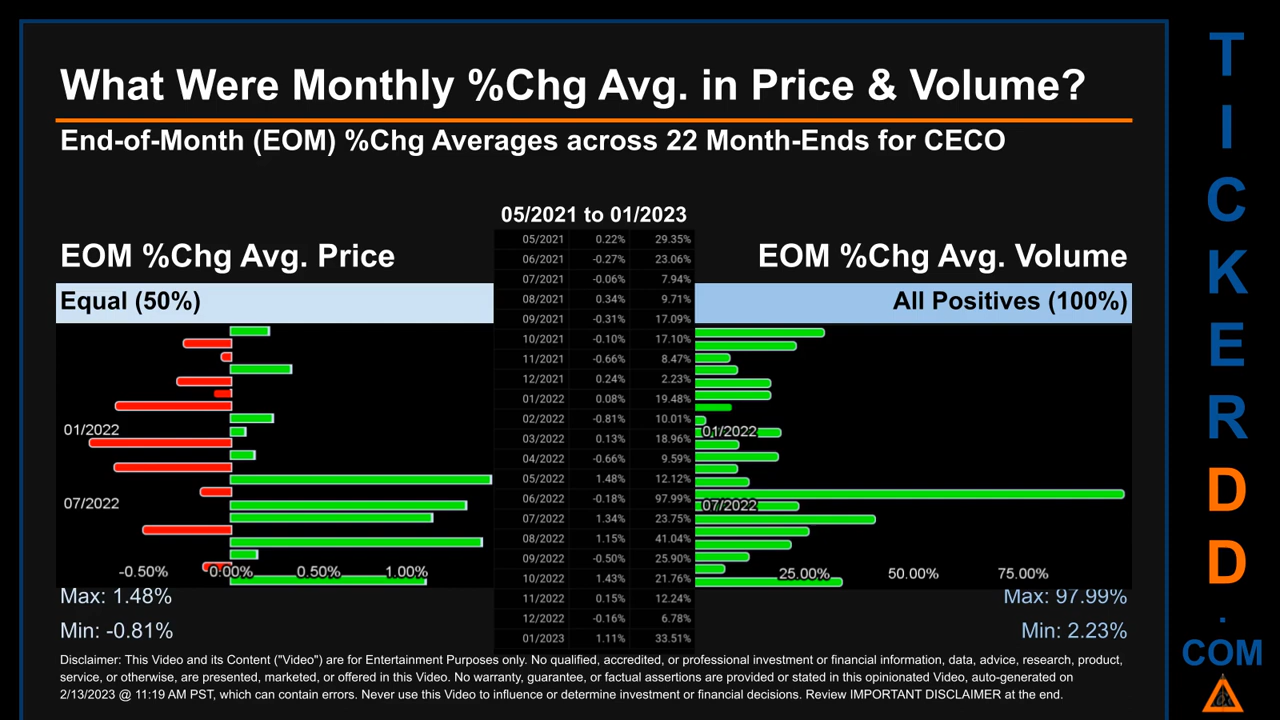 What Were Monthly %Chg Avg. in Price & Volume?
End-of-Month (EOM) %Chg Averages across 22 Month-Ends for CECO
05/2021 to 01/2023
EOM %Chg Avg. Price
EOM %Chg Avg. Volume
Equal (50%)
All Positives (100%)
05/2021 0.22% 29.35%
06/2021 -0.27% 23.06%
07/2021 -0.06% 7.94%
08/2021 0.34% 9.71%
09/2021 -0.31% 17.09%
10/2021 -0.10% 17.10%
11/2021 -0.66% 8.47%
12/2021 0.24% 2.23%
01/2022 0.08% 19.48%
02/2022 -0.81% 10.01%
03/2022 0.13% 18.96%
04/2022 -0.66% 9.59%
05/2022 1.48% 12.12%
06/2022 -0.18% 97.99%
07/2022 1.34% 23.75%
08/2022 1.15% 41.04%
09/2022 -0.50% 25.90%
10/2022 1.43% 21.76%
11/2022 0.15% 12.24%
12/2022 -0.16% 6.78%
01/2023 1.11% 33.51%
01/2022
07/2022
-0.50% 0.00% 0.50% 1.00%
01/2022
07/2022
25.00% 50.00% 75.00%
Max: 1.48%
Min: -0.81%
Max: 97.99%
Min: 2.23%
Disclaimer: This Video and its Content ("Video") are for Entertainment Purposes only. No qualified, accredited, or professional investment or financial information, data, advice, research, product,
service, or otherwise, are presented, marketed, or offered in this Video. No warranty, guarantee, or factual assertions are provided or stated in this opinionated Video, auto-generated on
2/13/2023 @ 11:19 AM PST, which can contain errors. Never use this Video to influence or determine investment or financial decisions. Review IMPORTANT DISCLAIMER at the end.
T
I
C
K
E
R
D
D
.
COM